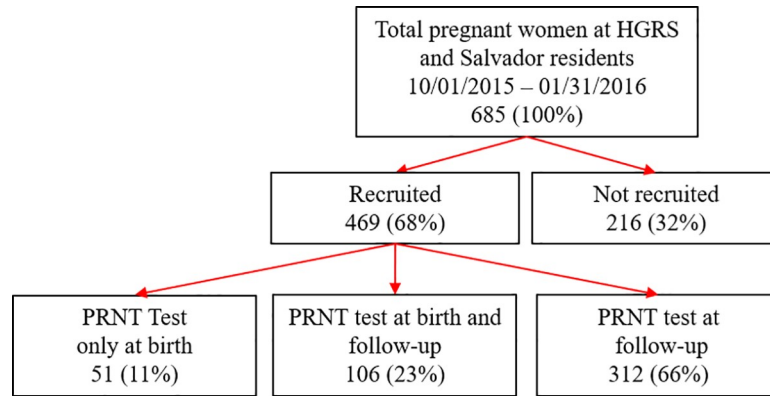 Total pregnant women at HGRS
and Salvador residents
10/01/2015 – 01/31/2016
685 (100%)
Recruited
469 (68%)
Not recruited
216 (32%)
PRNT Test
only at birth
51 (11%)
PRNT test at birth and
follow-up
106 (23%)
PRNT test at
follow-up
312 (66%)